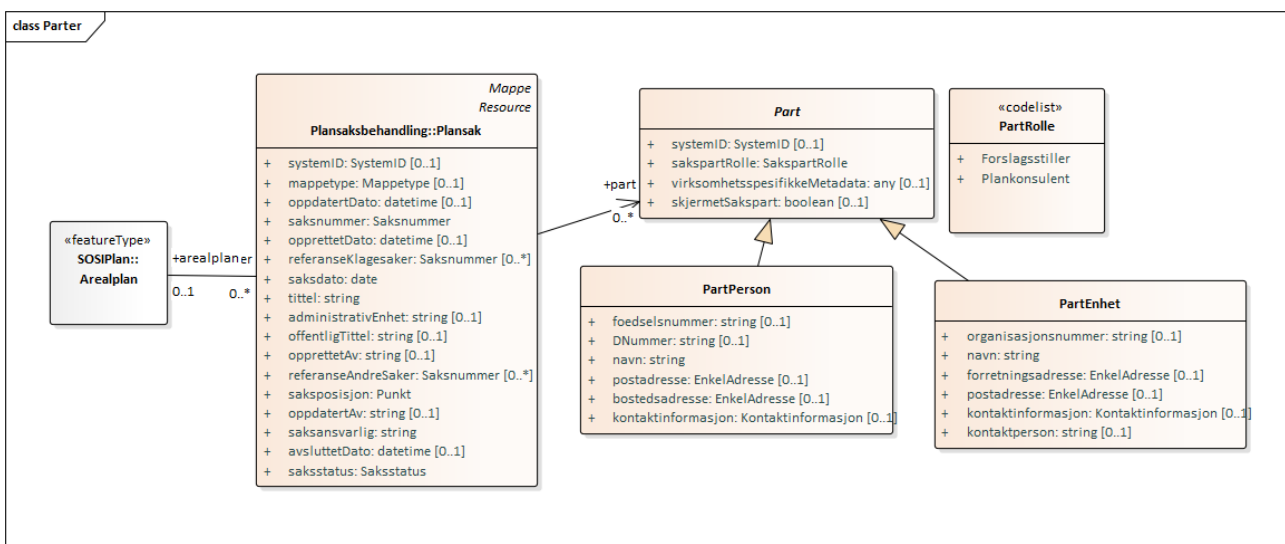 class Parter
«featureType»
SOSIPlan::
Arealplan
+arealplaner
0..1
0..*
Mappe
Resource
Plansaksbehandling::Plansak
+ systemID: SystemID [0..1]
+ mappetype: Mappetype [0..1]
+ oppdatertDato: datetime [0..1]
+ saksnummer: Saksnummer
+ opprettetDato: datetime [0..1]
+ referanseKlagesaker: Saksnummer [0..*]
+ saksdato: date
+ tittel: string
+ administrativEnhet: string [0..1]
+ offentligTittel: string [0..1]
+ opprettetAv: string [0..1]
+ referanseAndreSaker: Saksnummer [0..*]
+ saksposisjon: Punkt
+ oppdatertAv: string [0..1]
+ saksansvarlig: string
+ avsluttetDato: datetime [0..1]
+ saksstatus: Saksstatus
+part
0..*
Part
+ systemID: SystemID [0..1]
+ sakspartRolle: SakspartRolle
+ virksomhetsspesifikkeMetadata: any [0..1]
+ skjermetSakspart: boolean [0..1]
«codelist»
PartRolle
+ Forslagsstiller
+ Plankonsulent
PartPerson
+ foedselsnummer: string [0..1]
+ DNummer: string [0..1]
+ navn: string
+ postadresse: EnkelAdresse [0..1]
+ bostedsadresse: EnkelAdresse [0..1]
+ kontaktinformasjon: Kontaktinformasjon [0..1]
PartEnhet
+ organisasjonsnummer: string [0..1]
+ navn: string
+ forretningsadresse: EnkelAdresse [0..1]
+ postadresse: EnkelAdresse [0..1]
+ kontaktinformasjon: Kontaktinformasjon [0..1]
+ kontaktperson: string [0..1]